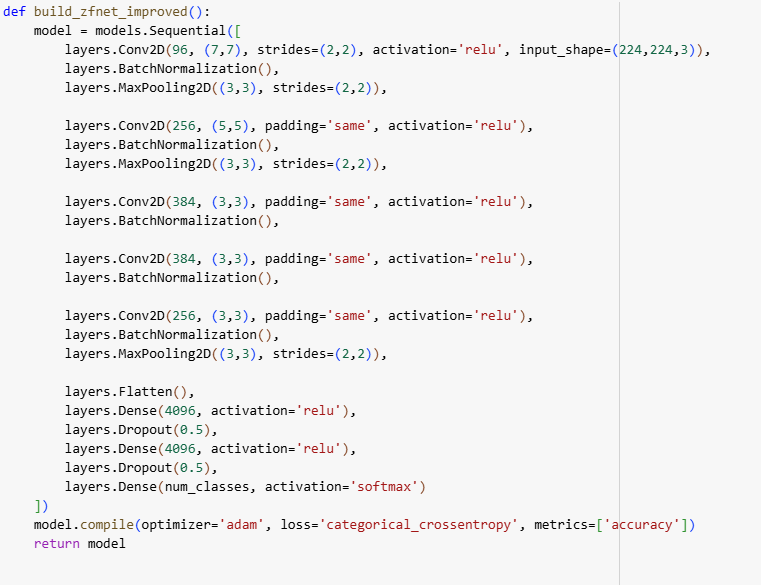 def build_zfnet_improved():
    model = models.Sequential([
        layers.Conv2D(96, (7,7), strides=(2,2), activation='relu', input_shape=(224,224,3)),
        layers.BatchNormalization(),
        layers.MaxPooling2D((3,3), strides=(2,2)),

        layers.Conv2D(256, (5,5), padding='same', activation='relu'),
        layers.BatchNormalization(),
        layers.MaxPooling2D((3,3), strides=(2,2)),

        layers.Conv2D(384, (3,3), padding='same', activation='relu'),
        layers.BatchNormalization(),

        layers.Conv2D(384, (3,3), padding='same', activation='relu'),
        layers.BatchNormalization(),

        layers.Conv2D(256, (3,3), padding='same', activation='relu'),
        layers.BatchNormalization(),
        layers.MaxPooling2D((3,3), strides=(2,2)),

        layers.Flatten(),
        layers.Dense(4096, activation='relu'),
        layers.Dropout(0.5),
        layers.Dense(4096, activation='relu'),
        layers.Dropout(0.5),
        layers.Dense(num_classes, activation='softmax')
    ])
    model.compile(optimizer='adam', loss='categorical_crossentropy', metrics=['accuracy'])
    return model